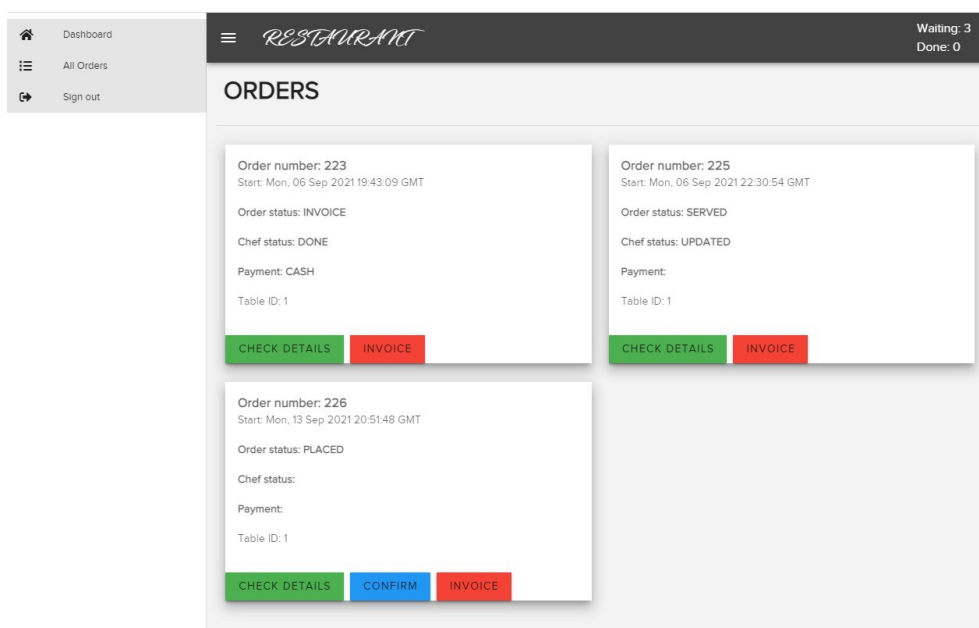 Dashboard
All Orders
Sign out
RESTAURANT
Waiting: 3
Done: 0
ORDERS
Order number: 223
Start: Mon, 06 Sep 2021 19:43:09 GMT
Order status: INVOICE
Chef status: DONE
Payment: CASH
Table ID: 1
CHECK DETAILS INVOICE
Order number: 225
Start: Mon, 06 Sep 2021 22:30:54 GMT
Order status: SERVED
Chef status: UPDATED
Payment:
Table ID: 1
CHECK DETAILS INVOICE
Order number: 226
Start: Mon, 13 Sep 2021 20:51:48 GMT
Order status: PLACED
Chef status:
Payment:
Table ID: 1
CHECK DETAILS CONFIRM INVOICE